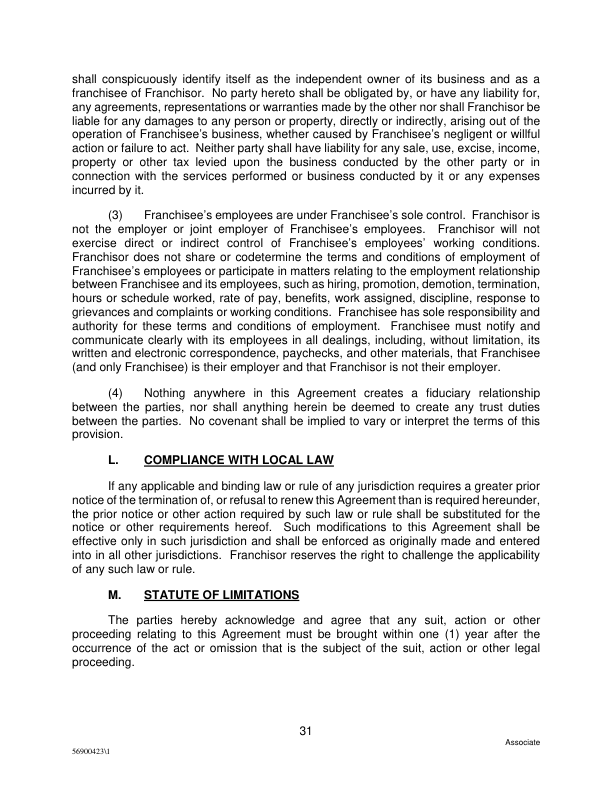 shall conspicuously identify itself as the independent owner of its business and as a
franchisee of Franchisor.  No party hereto shall be obligated by, or have any liability for,
any agreements, representations or warranties made by the other nor shall Franchisor be
liable for any damages to any person or property, directly or indirectly, arising out of the
operation of Franchisee's business, whether caused by Franchisee's negligent or willful
action or failure to act.  Neither party shall have liability for any sale, use, excise, income,
property or other tax levied upon the business conducted by the other party or in
connection with the services performed or business conducted by it or any expenses
incurred by it.
(3) Franchisee's employees are under Franchisee's sole control.  Franchisor is
not the employer or joint employer of Franchisee's employees.  Franchisor will not
exercise direct or indirect control of Franchisee's employees' working conditions.
Franchisor does not share or codetermine the terms and conditions of employment of
Franchisee's employees or participate in matters relating to the employment relationship
between Franchisee and its employees, such as hiring, promotion, demotion, termination,
hours or schedule worked, rate of pay, benefits, work assigned, discipline, response to
grievances and complaints or working conditions.  Franchisee has sole responsibility and
authority for these terms and conditions of employment.  Franchisee must notify and
communicate clearly with its employees in all dealings, including, without limitation, its
written and electronic correspondence, paychecks, and other materials, that Franchisee
(and only Franchisee) is their employer and that Franchisor is not their employer.
(4) Nothing anywhere in this Agreement creates a fiduciary relationship
between the parties, nor shall anything herein be deemed to create any trust duties
between the parties.  No covenant shall be implied to vary or interpret the terms of this
provision.
L. COMPLIANCE WITH LOCAL LAW
If any applicable and binding law or rule of any jurisdiction requires a greater prior
notice of the termination of, or refusal to renew this Agreement than is required hereunder,
the prior notice or other action required by such law or rule shall be substituted for the
notice or other requirements hereof.  Such modifications to this Agreement shall be
effective only in such jurisdiction and shall be enforced as originally made and entered
into in all other jurisdictions.  Franchisor reserves the right to challenge the applicability
of any such law or rule.
M. STATUTE OF LIMITATIONS
The parties hereby acknowledge and agree that any suit, action or other
proceeding relating to this Agreement must be brought within one (1) year after the
occurrence of the act or omission that is the subject of the suit, action or other legal
proceeding.
31
Associate
56900423\1